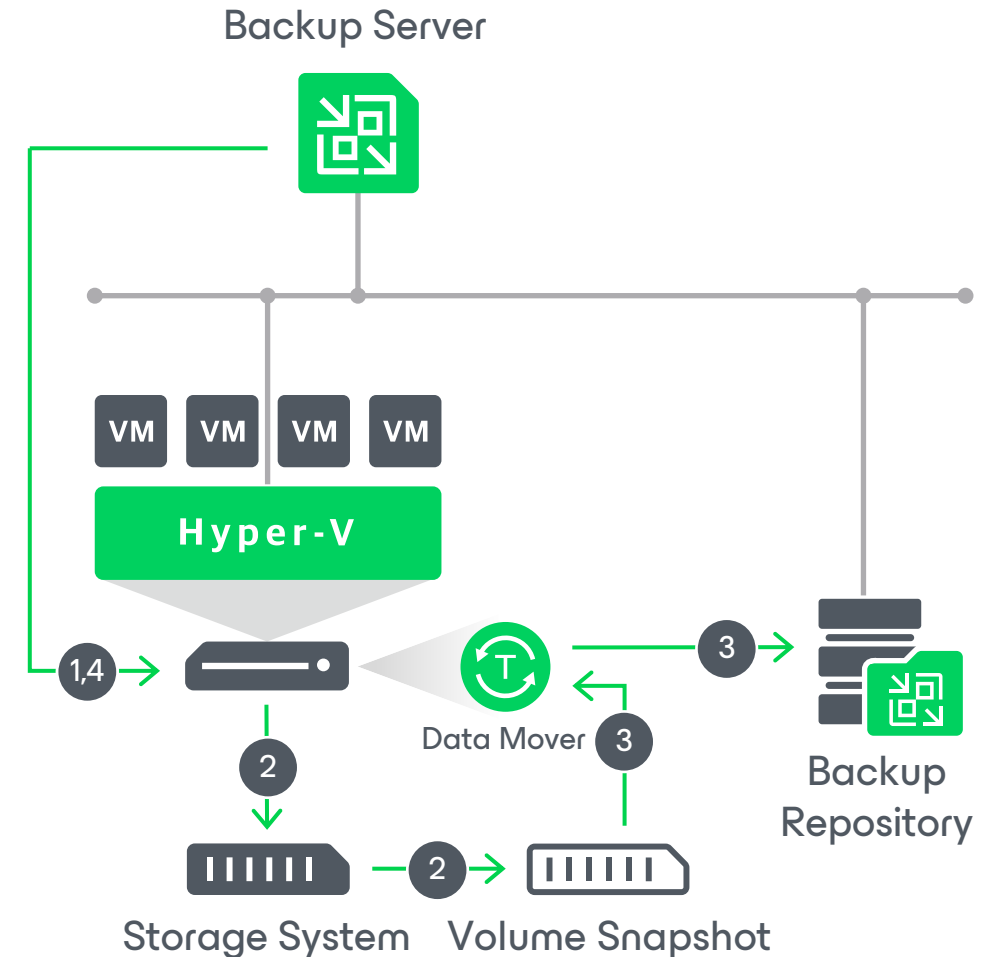 Backup Server
VM VM VM VM
Hyper-V
T
1,4
3
Data Mover
3
2
Backup
Repository
2
Storage System
Volume Snapshot